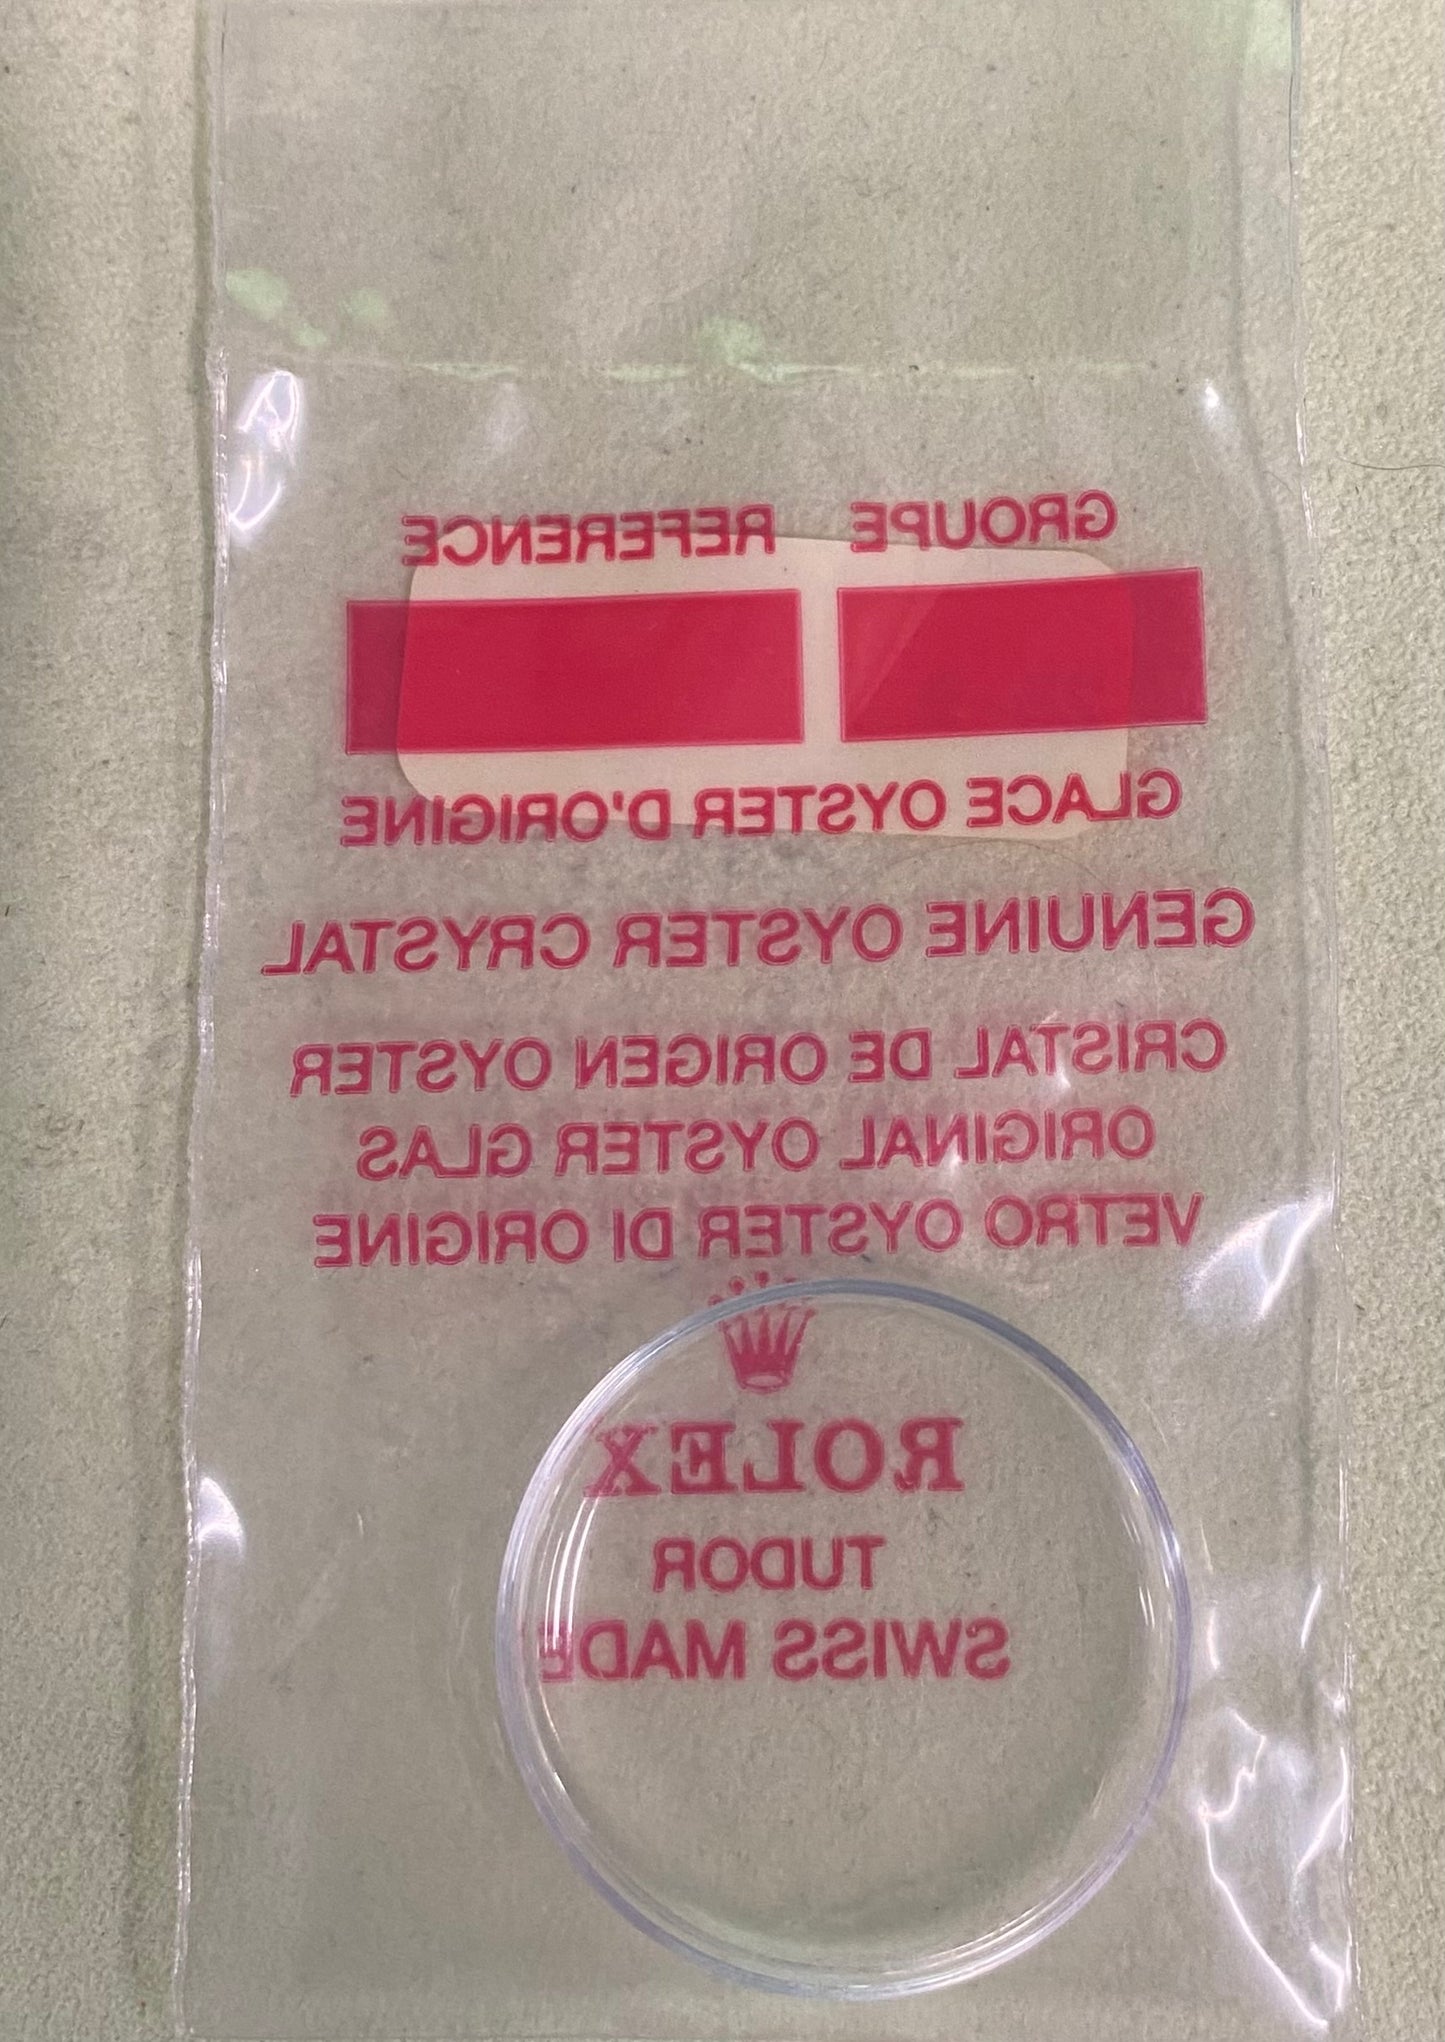 GROUPE REFERENCE
GLACE OYSTER D'ORIGINE
GENUINE OYSTER CRYSTAL
CRISTAL DE ORIGEN OYSTER
ORIGINAL OYSTER GLAS
VETRO OYSTER DI ORIGINE
ROLEX
TUDOR
SWISS MADE